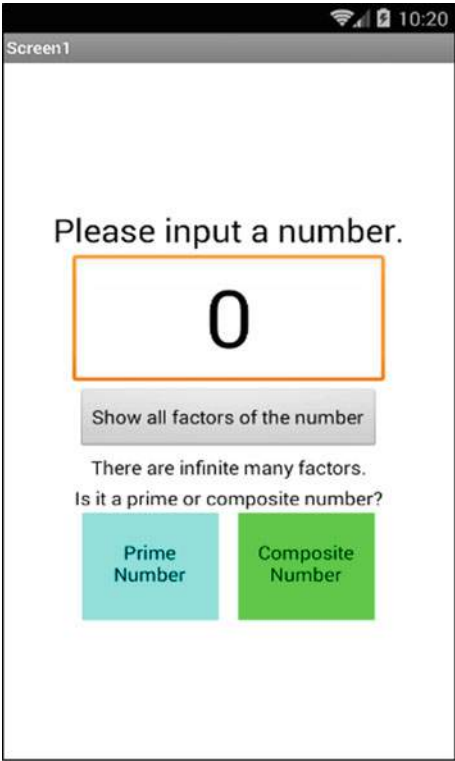 10:20
Screen1
Please input a number.
0
Show all factors of the number
There are infinite many factors.
Is it a prime or composite number?
Prime
Number
Composite
Number